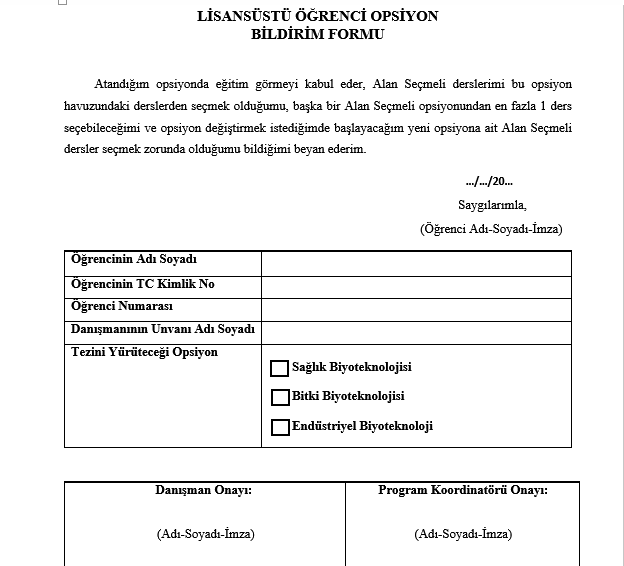 LİSANSÜSTÜ ÖĞRENCİ OPSİYON
BİLDİRİM FORMU
Atandığım opsiyonda eğitim görmeyi kabul eder, Alan Seçmeli derslerimi bu opsiyon
havuzundaki derslerden seçmek olduğumu, başka bir Alan Seçmeli opsiyonundan en fazla 1 ders
seçebileceğimi ve opsiyon değiştirmek istediğimde başlayacağım yeni opsiyona ait Alan Seçmeli
dersler seçmek zorunda olduğumu bildiğimi beyan ederim.
.../.../20...
Saygılarımla,
(Öğrenci Adı-Soyadı-İmza)
Öğrencinin Adı Soyadı
Öğrencinin TC Kimlik No
Öğrenci Numarası
Danışmanının Unvanı Adı Soyadı
Tezini Yürüteceği Opsiyon
Sağlık Biyoteknolojisi
Bitki Biyoteknolojisi
Endüstriyel Biyoteknoloji
Danışman Onayı:
(Adı-Soyadı-İmza)
Program Koordinatörü Onayı:
(Adı-Soyadı-İmza)